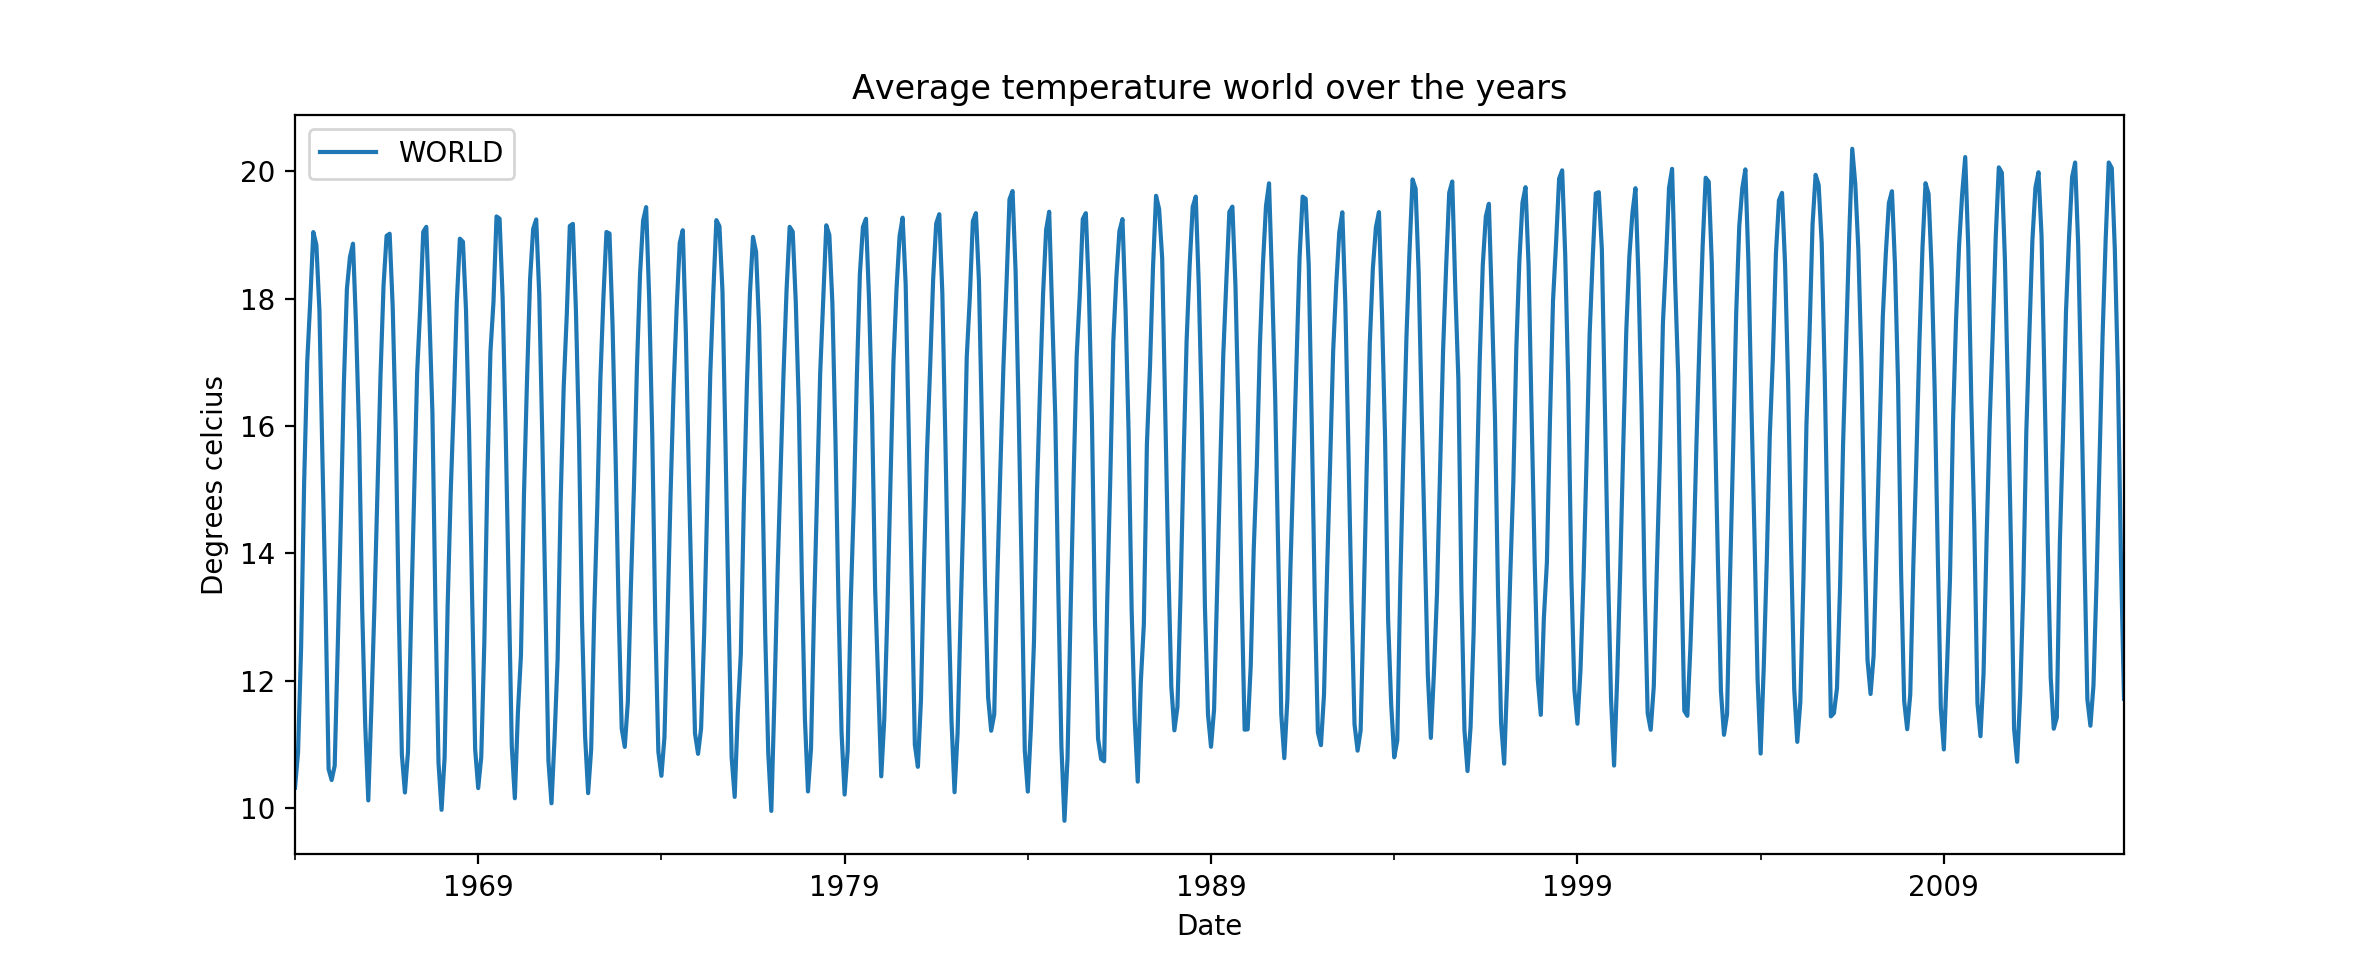 Average temperature world over the years
WORLD
20
18
16
14
12
10
Degrees celcius
1969 1979 1989 1999 2009
Date